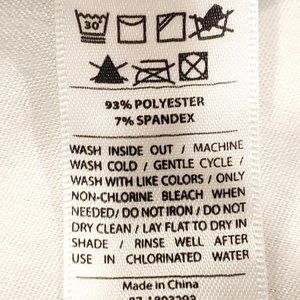 30°
93% POLYESTER
7% SPANDEX
WASH INSIDE OUT / MACHINE
WASH COLD / GENTLE CYCLE /
WASH WITH LIKE COLORS / ONLY
NON-CHLORINE BLEACH WHEN
NEEDED/ DO NOT IRON / DO NOT
DRY CLEAN / LAY FLAT TO DRY IN
SHADE / RINSE WELL AFTER
USE IN CHLORINATED WATER
Made in China